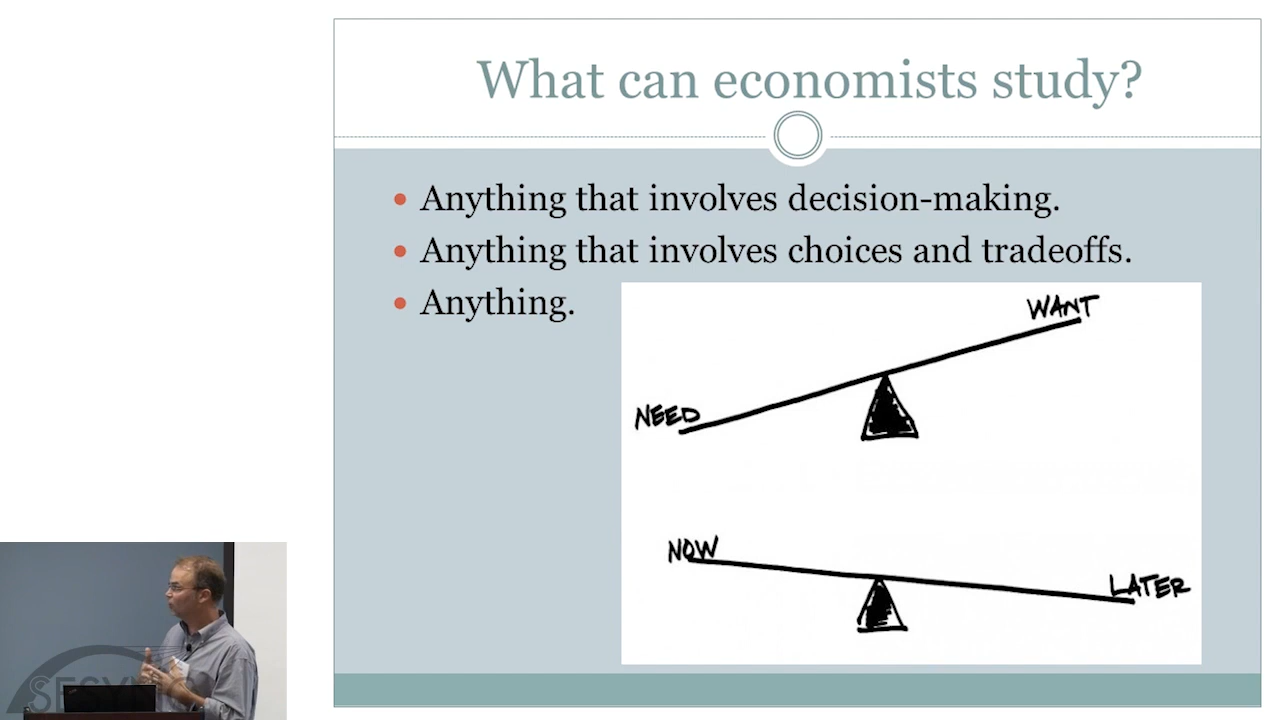 What can economists study?
Anything that involves decision-making.
Anything that involves choices and tradeoffs.
Anything.
WANT
NEED
NOW
LATER